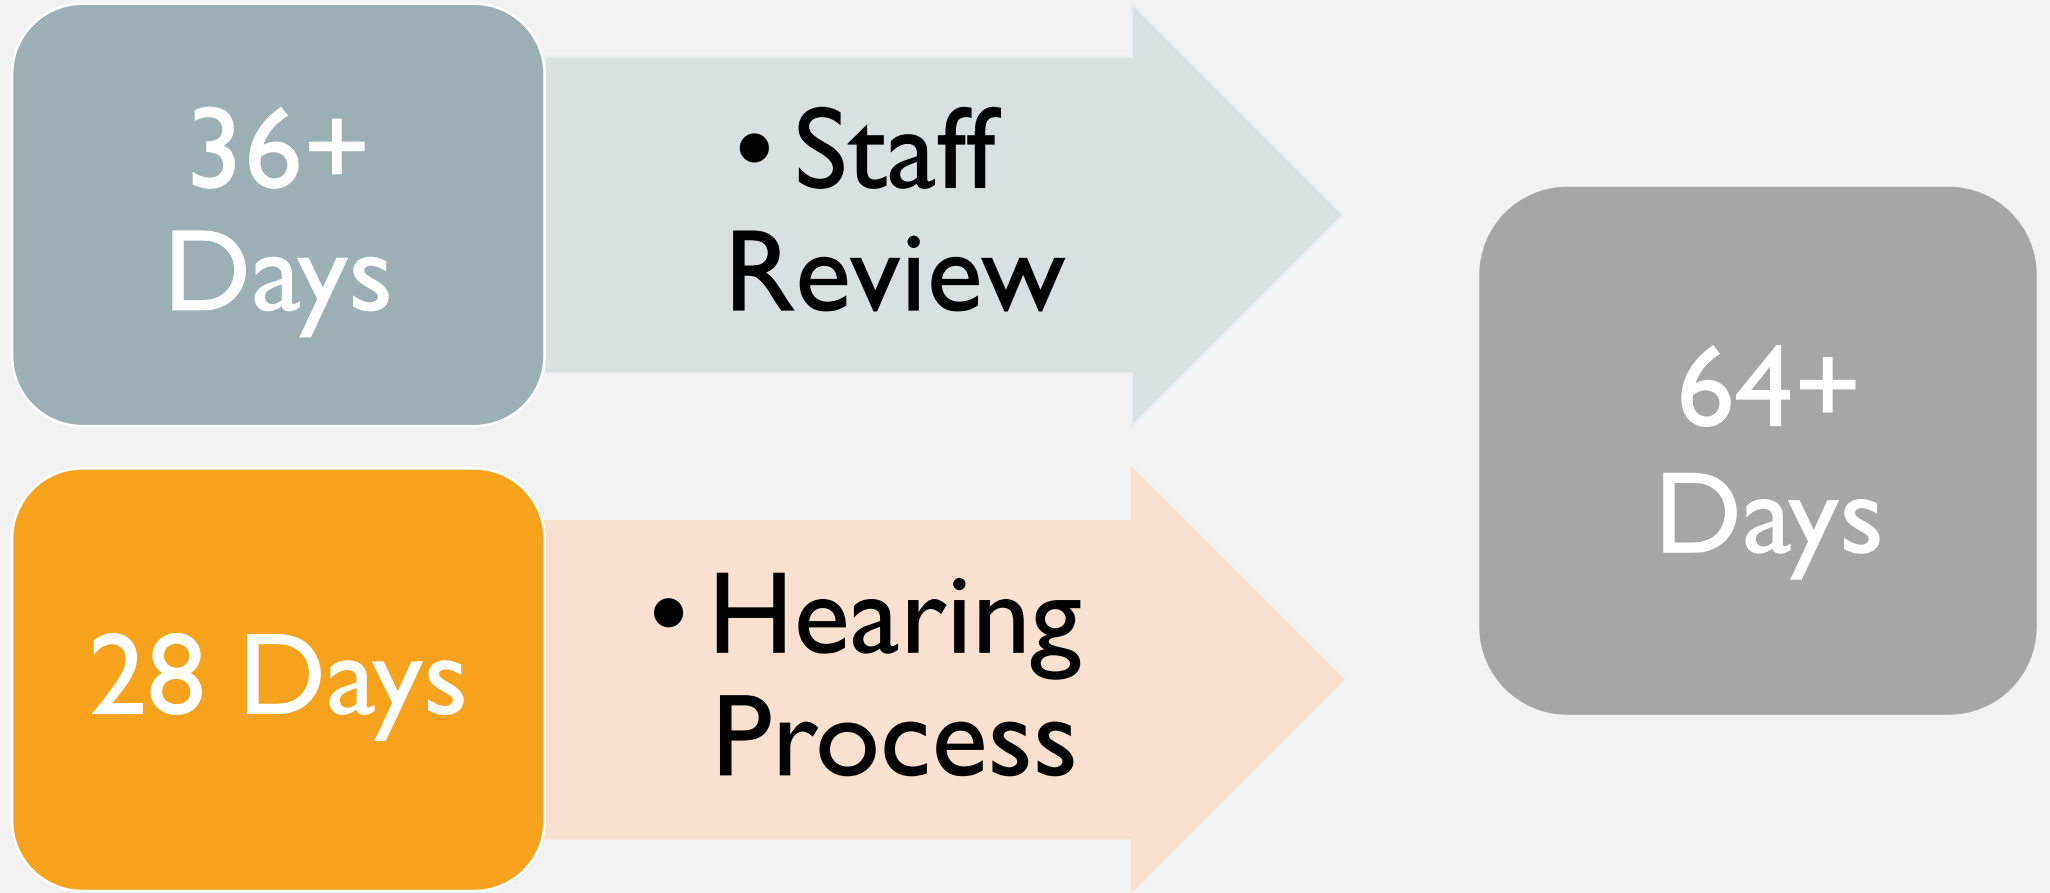 36+
Days
• Staff
Review
28 Days
• Hearing
Process
64+
Days